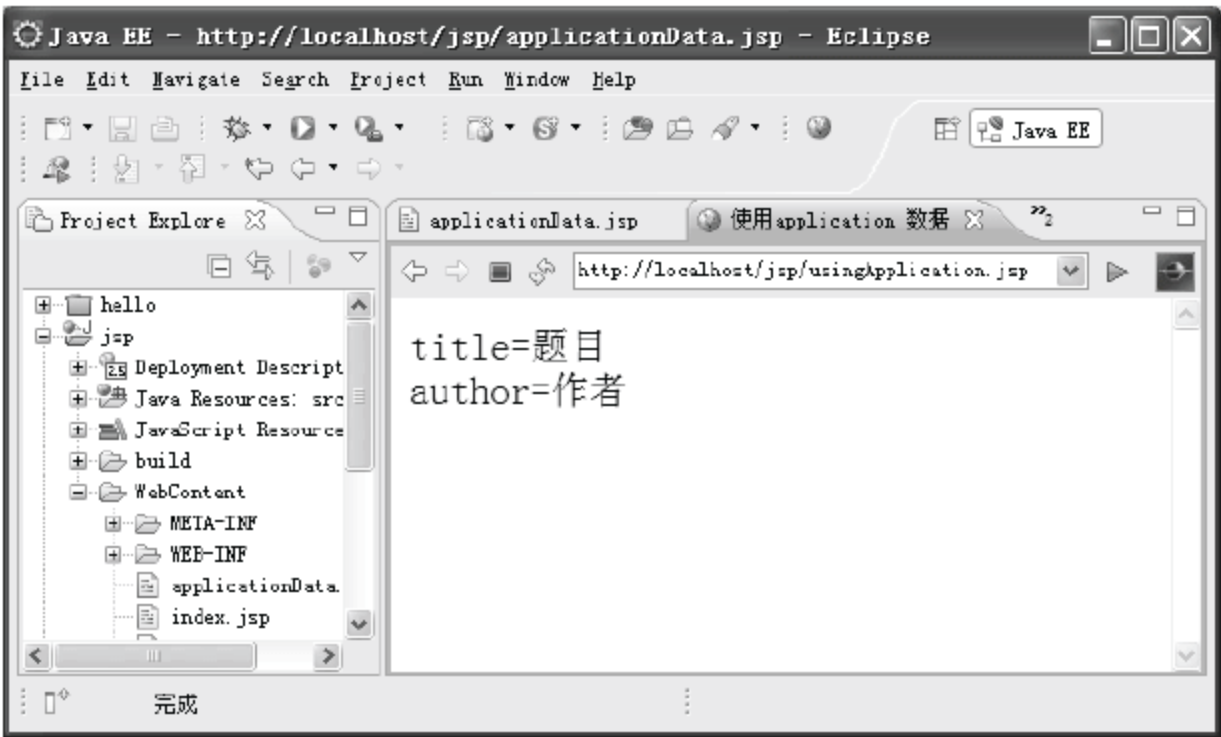 Java EE - http://localhost/jsp/applicationData.jsp - Eclipse
File Edit Navigate Search Project Run Window Help
Java EE
Project Explore
applicationData.jsp
使用application 数据
»2
http://localhost/jsp/usingApplication.jsp
hello
jsp
2.5 Deployment Descript
Java Resources: src
JavaScript Resource
build
WebContent
META-INF
WEB-INF
applicationData.
index.jsp
title=题目
author=作者
完成